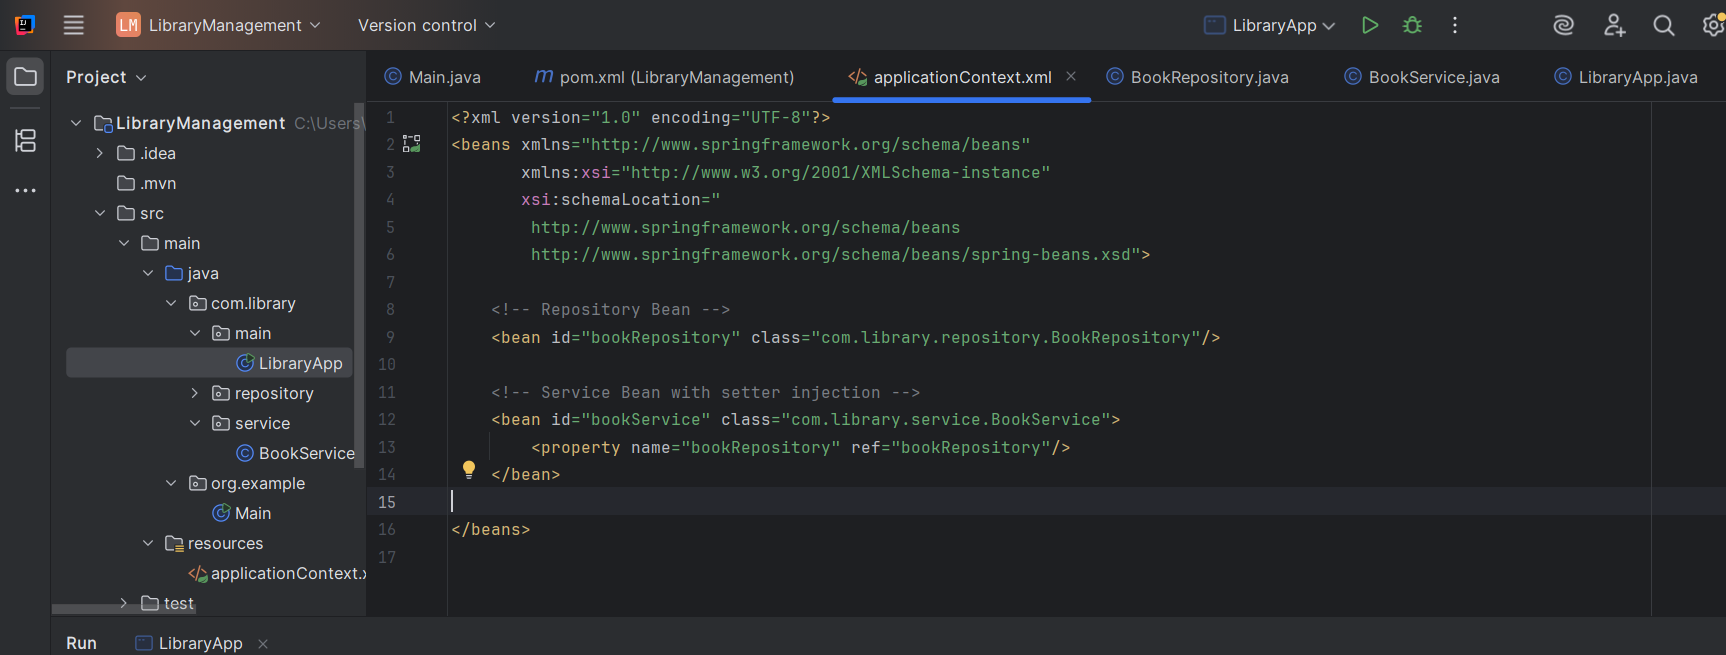 LM LibraryManagement Version control LibraryApp
Project
Main.java pom.xml (LibraryManagement) applicationContext.xml BookRepository.java BookService.java LibraryApp.java
LibraryManagement C:\Users\
.idea
.mvn
src
main
java
com.library
main
LibraryApp
repository
service
BookService
org.example
Main
resources
applicationContext.x
test
1 <?xml version="1.0" encoding="UTF-8"?>
2 <beans xmlns="http://www.springframework.org/schema/beans"
3 xmlns:xsi="http://www.w3.org/2001/XMLSchema-instance"
4 xsi:schemaLocation="
5 http://www.springframework.org/schema/beans
6 http://www.springframework.org/schema/beans/spring-beans.xsd">
7
8 <!-- Repository Bean -->
9 <bean id="bookRepository" class="com.library.repository.BookRepository"/>
10
11 <!-- Service Bean with setter injection -->
12 <bean id="bookService" class="com.library.service.BookService">
13 <property name="bookRepository" ref="bookRepository"/>
14 </bean>
15
16 </beans>
17
Run LibraryApp